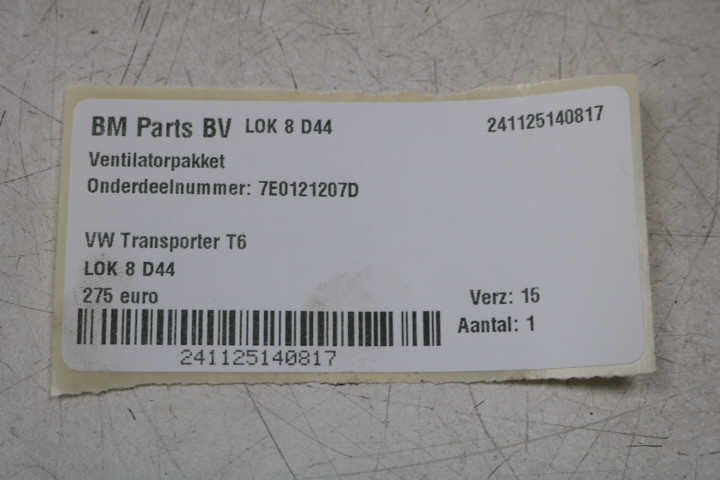 BM Parts BV LOK 8 D44 241125140817
Ventilatorpakket
Onderdeelnummer: 7E0121207D
VW Transporter T6
LOK 8 D44
275 euro Verz: 15
Aantal: 1
241125140817